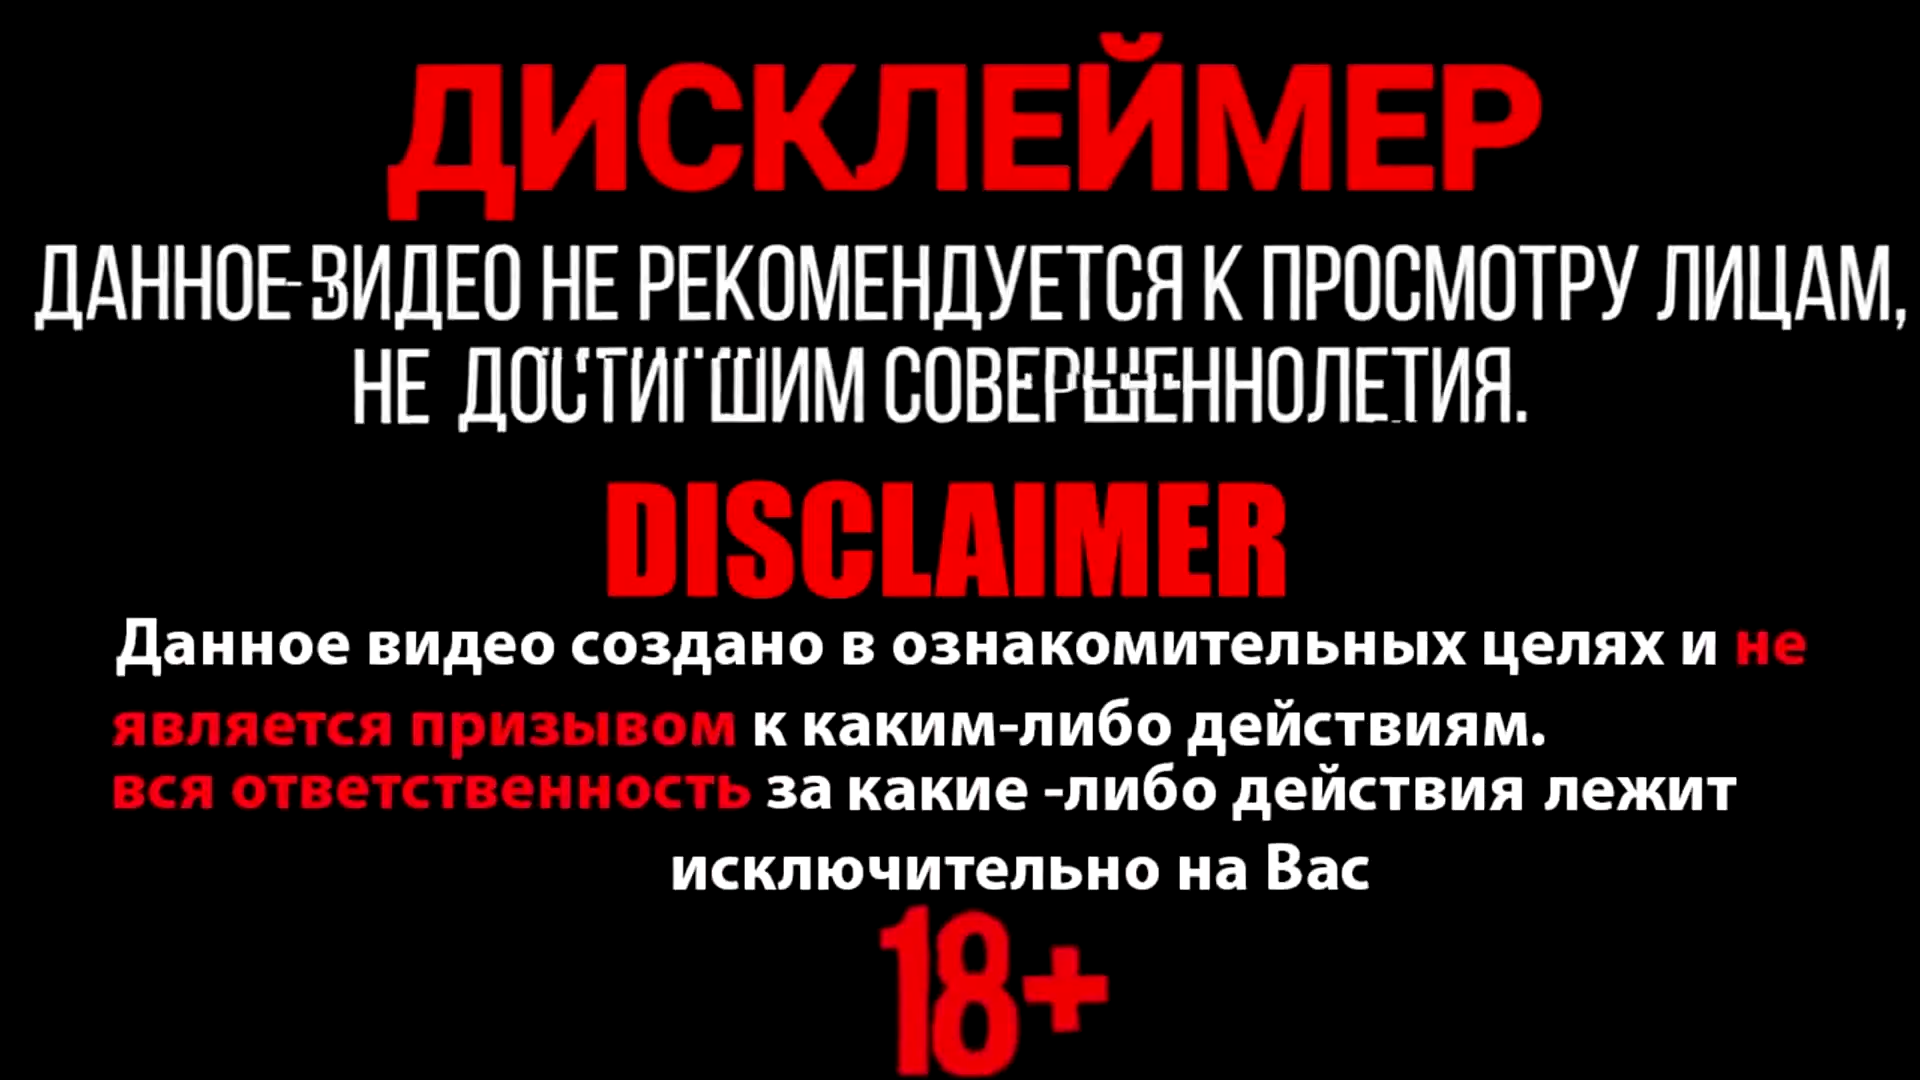 ДИСКЛЕЙМЕР
ДАННОЕ ВИДЕО НЕ РЕКОМЕНДУЕТСЯ К ПРОСМОТРУ ЛИЦАМ,
НЕ ДОСТИГШИМ СОВЕРШЕННОЛЕТИЯ.
DISCLAIMER
Данное видео создано в ознакомительных целях и не
является призывом к каким-либо действиям.
вся ответственность за какие -либо действия лежит
исключительно на Вас
18+